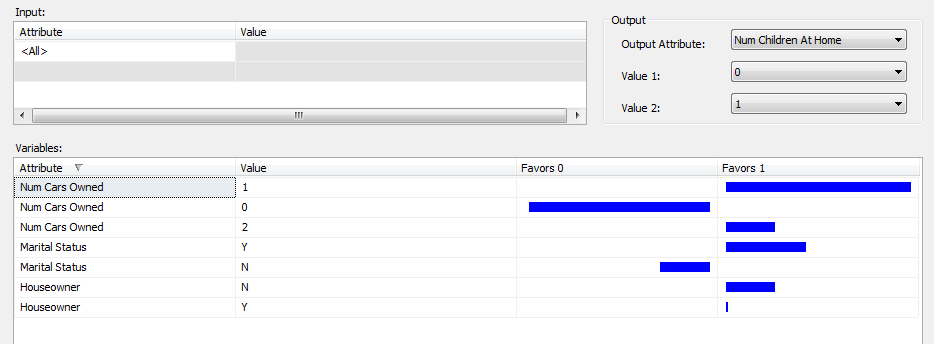 Input:
Attribute Value
<All>
Output
Output Attribute: Num Children At Home
Value 1: 0
Value 2: 1
Variables:
Attribute Value Favors 0 Favors 1
Num Cars Owned 1
Num Cars Owned 0
Num Cars Owned 2
Marital Status Y
Marital Status N
Houseowner N
Houseowner Y